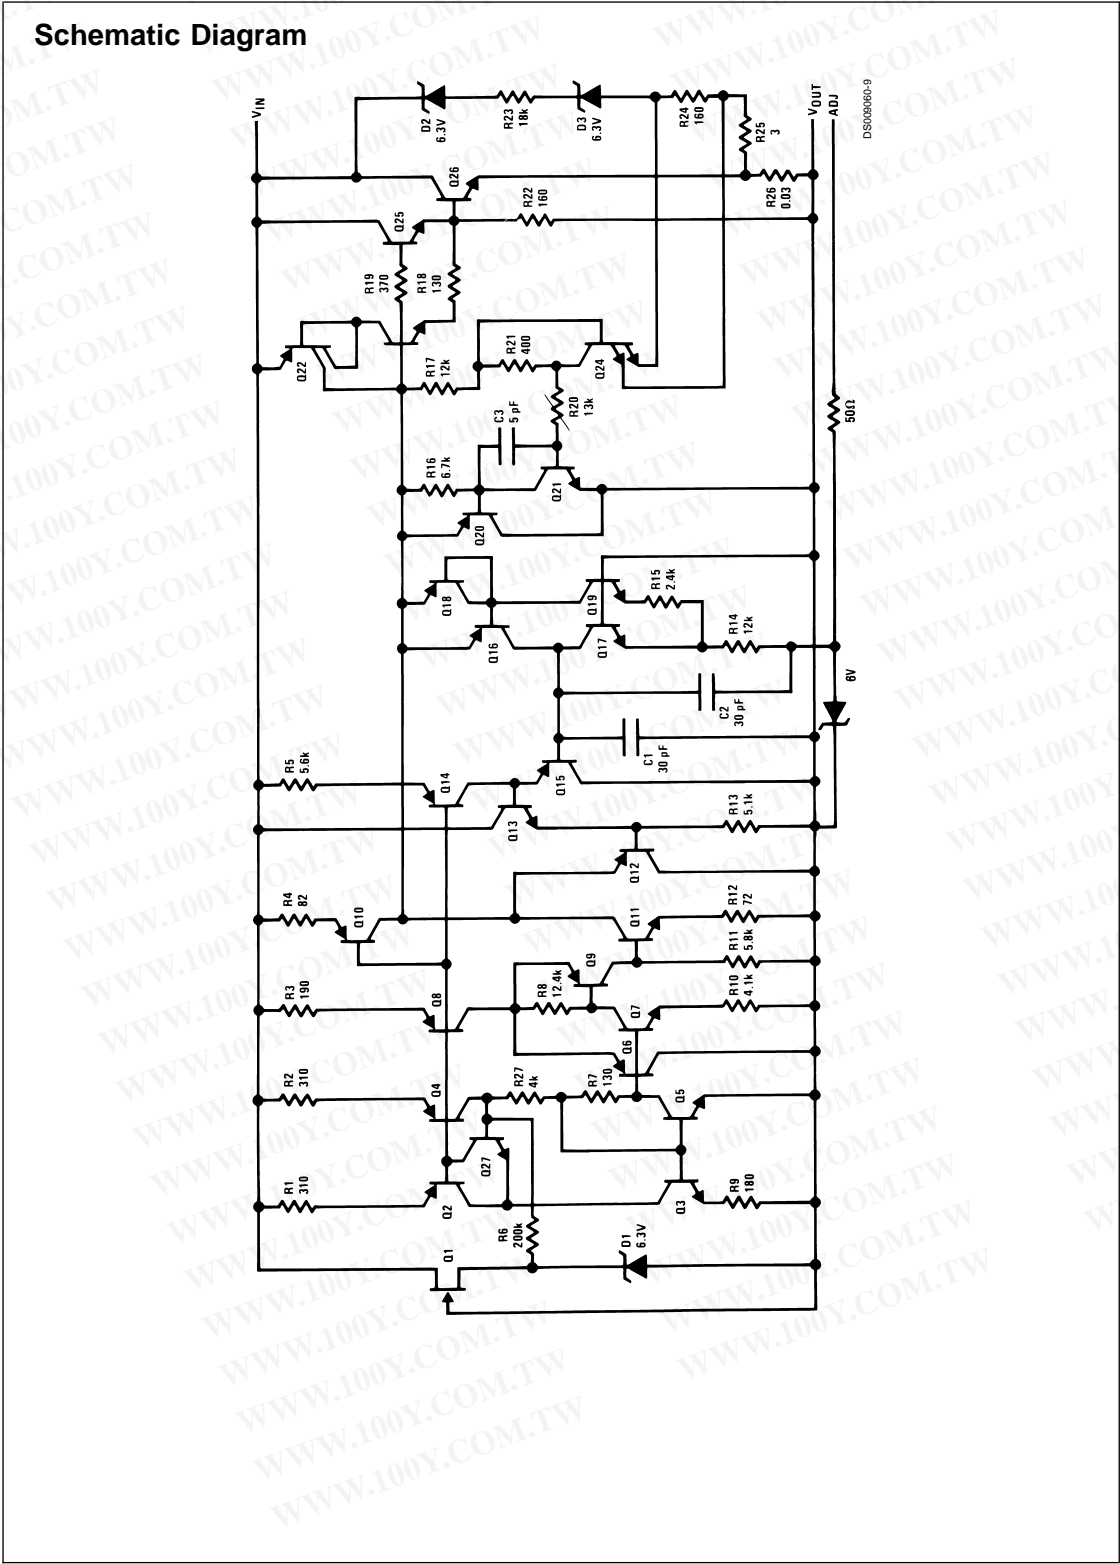 Schematic Diagram
VIN
VOUT
ADJ
DS009060-9
D2
6.3V
R23
18k
D3
6.3V
R24
160
R25
3
Q26
R26
0.03
Q25
R22
160
R19
370
R18
130
Q22
R17
12k
R21
400
Q24
C3
5 pF
R20
13k
50Ω
R16
6.7k
Q21
Q20
Q18
Q19
R15
2.4k
Q16
Q17
R14
12k
6V
C2
30 pF
C1
30 pF
R5
5.6k
Q14
Q15
Q13
R13
5.1k
Q12
R4
82
Q10
Q11
R12
72
R11
5.8k
Q9
R3
190
Q8
R8
12.4k
Q7
R10
4.1k
Q6
R2
310
Q4
R27
4k
R7
130
Q5
Q27
R1
310
Q2
Q3
R9
180
R6
200k
Q1
D1
6.3V
WWW.100Y.COM.TW